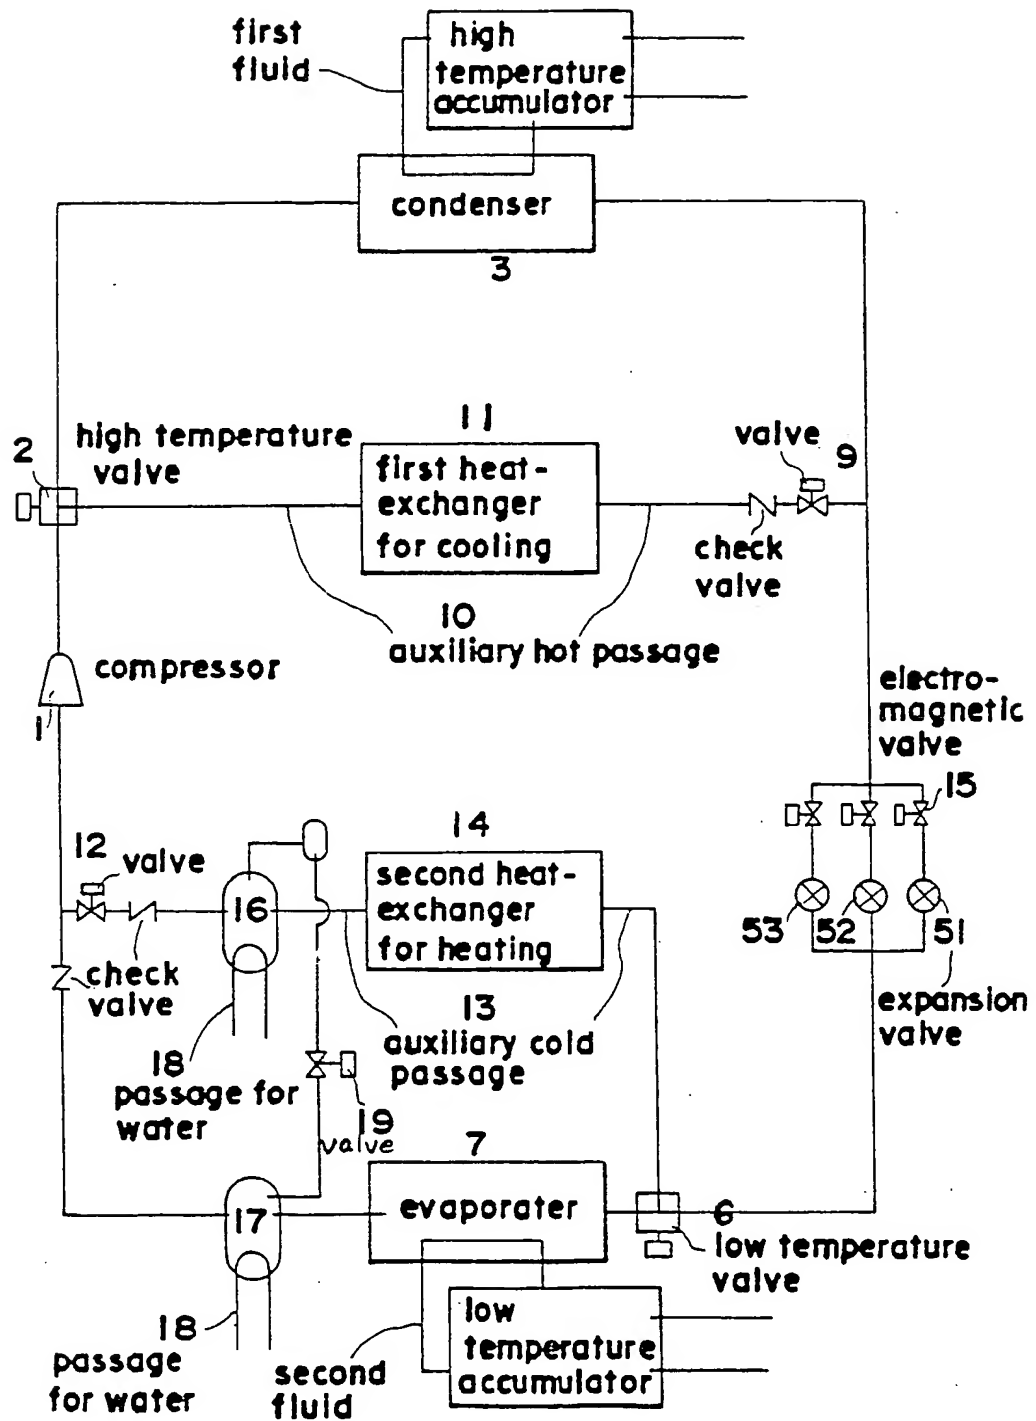 first
fluid
high
temperature
accumulator
condenser
3
2
high temperature
valve
11
first heat-
exchanger
for cooling
valve
9
check
valve
10
auxiliary hot passage
compressor
1
electro-
magnetic
valve
15
12
valve
16
14
second heat-
exchanger
for heating
53
52
51
check
valve
13
auxiliary cold
passage
expansion
valve
18
passage for
water
19
valve
7
evaporater
17
6
low temperature
valve
18
passage
for water
second
fluid
low
temperature
accumulator